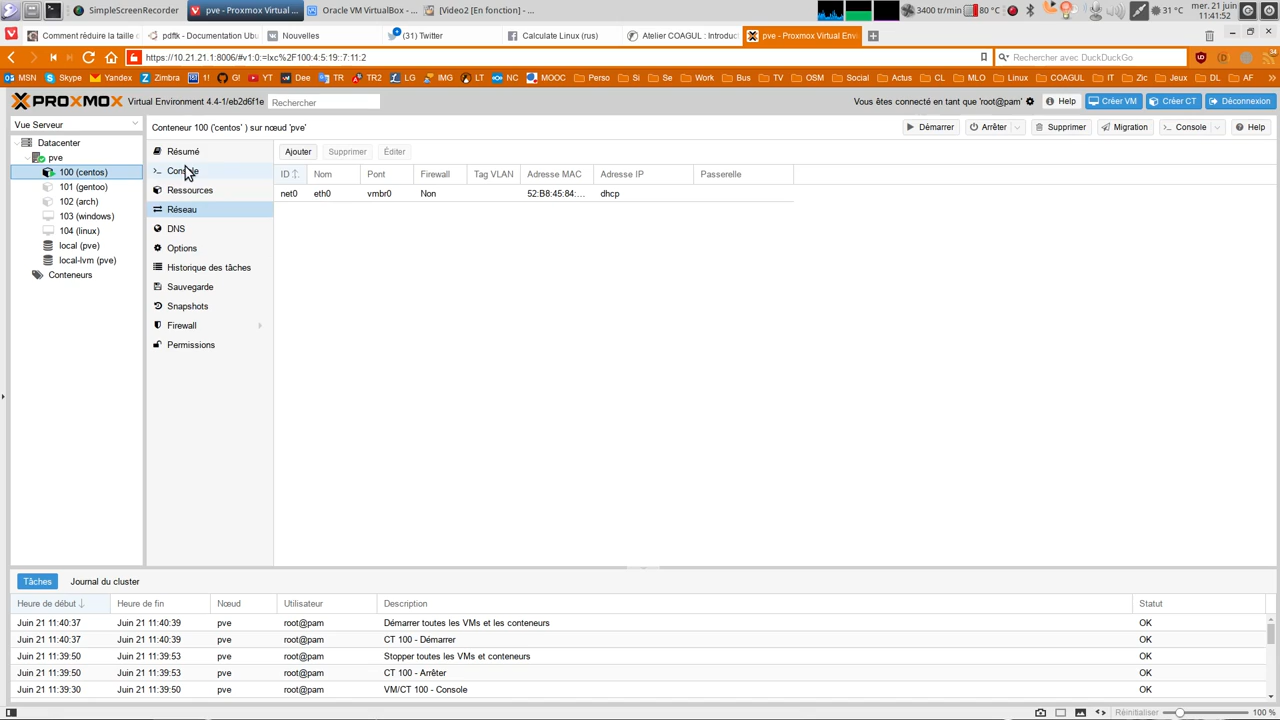 SimpleScreenRecorder
pve - Proxmox Virtual ...
Oracle VM VirtualBox - ...
[Video2 [En fonction] - ...
3400 tr/min
80 °C
31 °C
mer. 21 juin
11:41:52
Comment réduire la taille
pdftk - Documentation Ubu
Nouvelles
(31) Twitter
Calculate Linux (rus)
Atelier COAGUL : Introduc
pve - Proxmox Virtual Env
https://10.21.21.1:8006/#v1:0:=lxc%2F100:4:5:19::7:11:2
Rechercher avec DuckDuckGo
MSN
Skype
Yandex
Zimbra
1!
G!
YT
Dee
TR
TR2
LG
IMG
LT
NC
MOOC
Perso
Si
Se
Work
Bus
TV
OSM
Social
Actus
CL
MLO
Linux
COAGUL
IT
Zic
Jeux
DL
AF
PROXMOX
Virtual Environment 4.4-1/eb2d6f1e
Rechercher
Vous êtes connecté en tant que 'root@pam'
Help
Créer VM
Créer CT
Déconnexion
Vue Serveur
Datacenter
pve
100 (centos)
101 (gentoo)
102 (arch)
103 (windows)
104 (linux)
local (pve)
local-lvm (pve)
Conteneurs
Conteneur 100 ('centos' ) sur nœud 'pve'
Démarrer
Arrêter
Supprimer
Migration
Console
Help
Résumé
Console
Ressources
Réseau
DNS
Options
Historique des tâches
Sauvegarde
Snapshots
Firewall
Permissions
Ajouter
Supprimer
Éditer
ID
Nom
Pont
Firewall
Tag VLAN
Adresse MAC
Adresse IP
Passerelle
net0
eth0
vmbr0
Non
52:B8:45:84:...
dhcp
Tâches
Journal du cluster
Heure de début
Heure de fin
Nœud
Utilisateur
Description
Statut
Juin 21 11:40:37 Juin 21 11:40:39 pve root@pam Démarrer toutes les VMs et les conteneurs OK
Juin 21 11:40:37 Juin 21 11:40:39 pve root@pam CT 100 - Démarrer OK
Juin 21 11:39:50 Juin 21 11:39:53 pve root@pam Stopper toutes les VMs et conteneurs OK
Juin 21 11:39:50 Juin 21 11:39:53 pve root@pam CT 100 - Arrêter OK
Juin 21 11:39:30 Juin 21 11:39:50 pve root@pam VM/CT 100 - Console OK
Réinitialiser
100 %